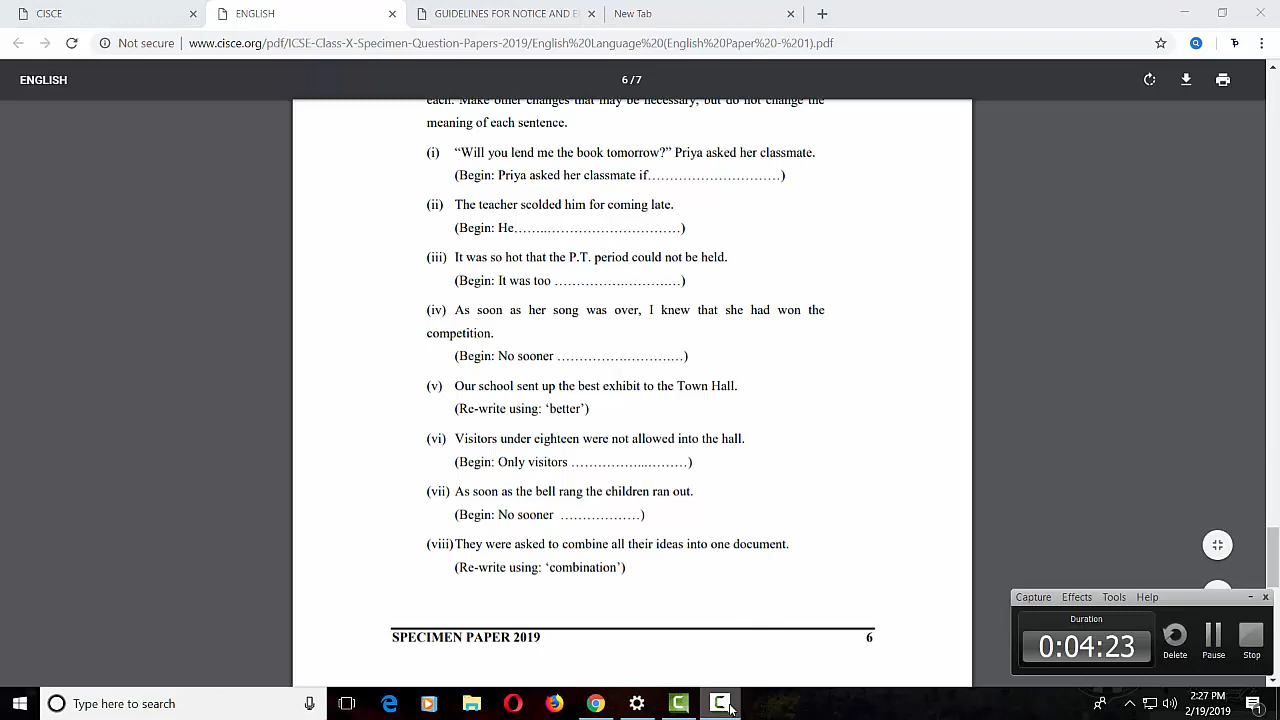 CISCE
ENGLISH
GUIDELINES FOR NOTICE AND E
New Tab
Not secure
www.cisce.org/pdf/ICSE-Class-X-Specimen-Question-Papers-2019/English%20Language%20(English%20Paper%20-%201).pdf
ENGLISH
6 / 7
each. Make other changes that may be necessary, but do not change the
meaning of each sentence.
(i) “Will you lend me the book tomorrow?” Priya asked her classmate.
(Begin: Priya asked her classmate if…………………………)
(ii) The teacher scolded him for coming late.
(Begin: He……..…………………………)
(iii) It was so hot that the P.T. period could not be held.
(Begin: It was too ……………..……….…)
(iv) As soon as her song was over, I knew that she had won the
competition.
(Begin: No sooner ……………..……….…)
(v) Our school sent up the best exhibit to the Town Hall.
(Re-write using: ‘better’)
(vi) Visitors under eighteen were not allowed into the hall.
(Begin: Only visitors ……………...………)
(vii) As soon as the bell rang the children ran out.
(Begin: No sooner ………………)
(viii)They were asked to combine all their ideas into one document.
(Re-write using: ‘combination’)
SPECIMEN PAPER 2019
6
Capture Effects Tools Help
Duration
0:04:23
Delete Pause Stop
Type here to search
2:27 PM
2/19/2019